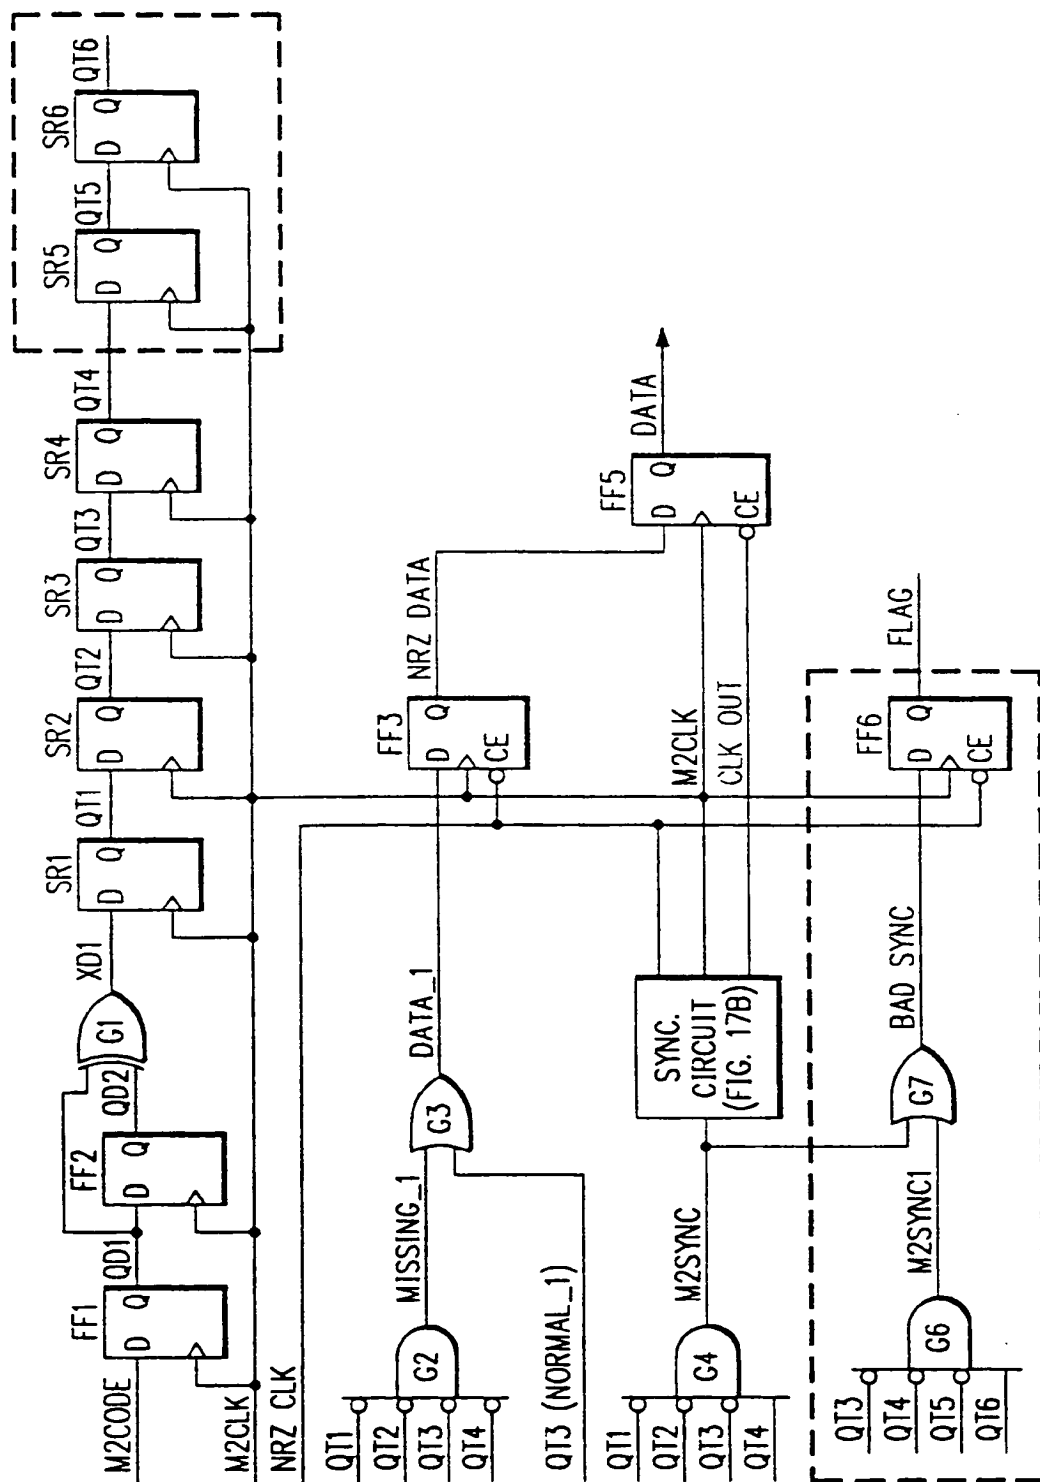 M2CODE
FF1
D Q
QD1
FF2
D Q
QD2
G1
XD1
SR1
D Q
QT1
SR2
D Q
QT2
SR3
D Q
QT3
SR4
D Q
QT4
SR5
D Q
QT5
SR6
D Q
QT6
M2CLK
NRZ CLK
QT1
QT2
QT3
QT4
G2
MISSING_1
QT3 (NORMAL_1)
G3
DATA_1
FF3
D Q
CE
NRZ DATA
FF5
D Q
CE
DATA
QT1
QT2
QT3
QT4
G4
M2SYNC
SYNC.
CIRCUIT
(FIG. 17B)
M2CLK
CLK OUT
QT3
QT4
QT5
QT6
G6
M2SYNC1
G7
BAD SYNC
FF6
D Q
CE
FLAG